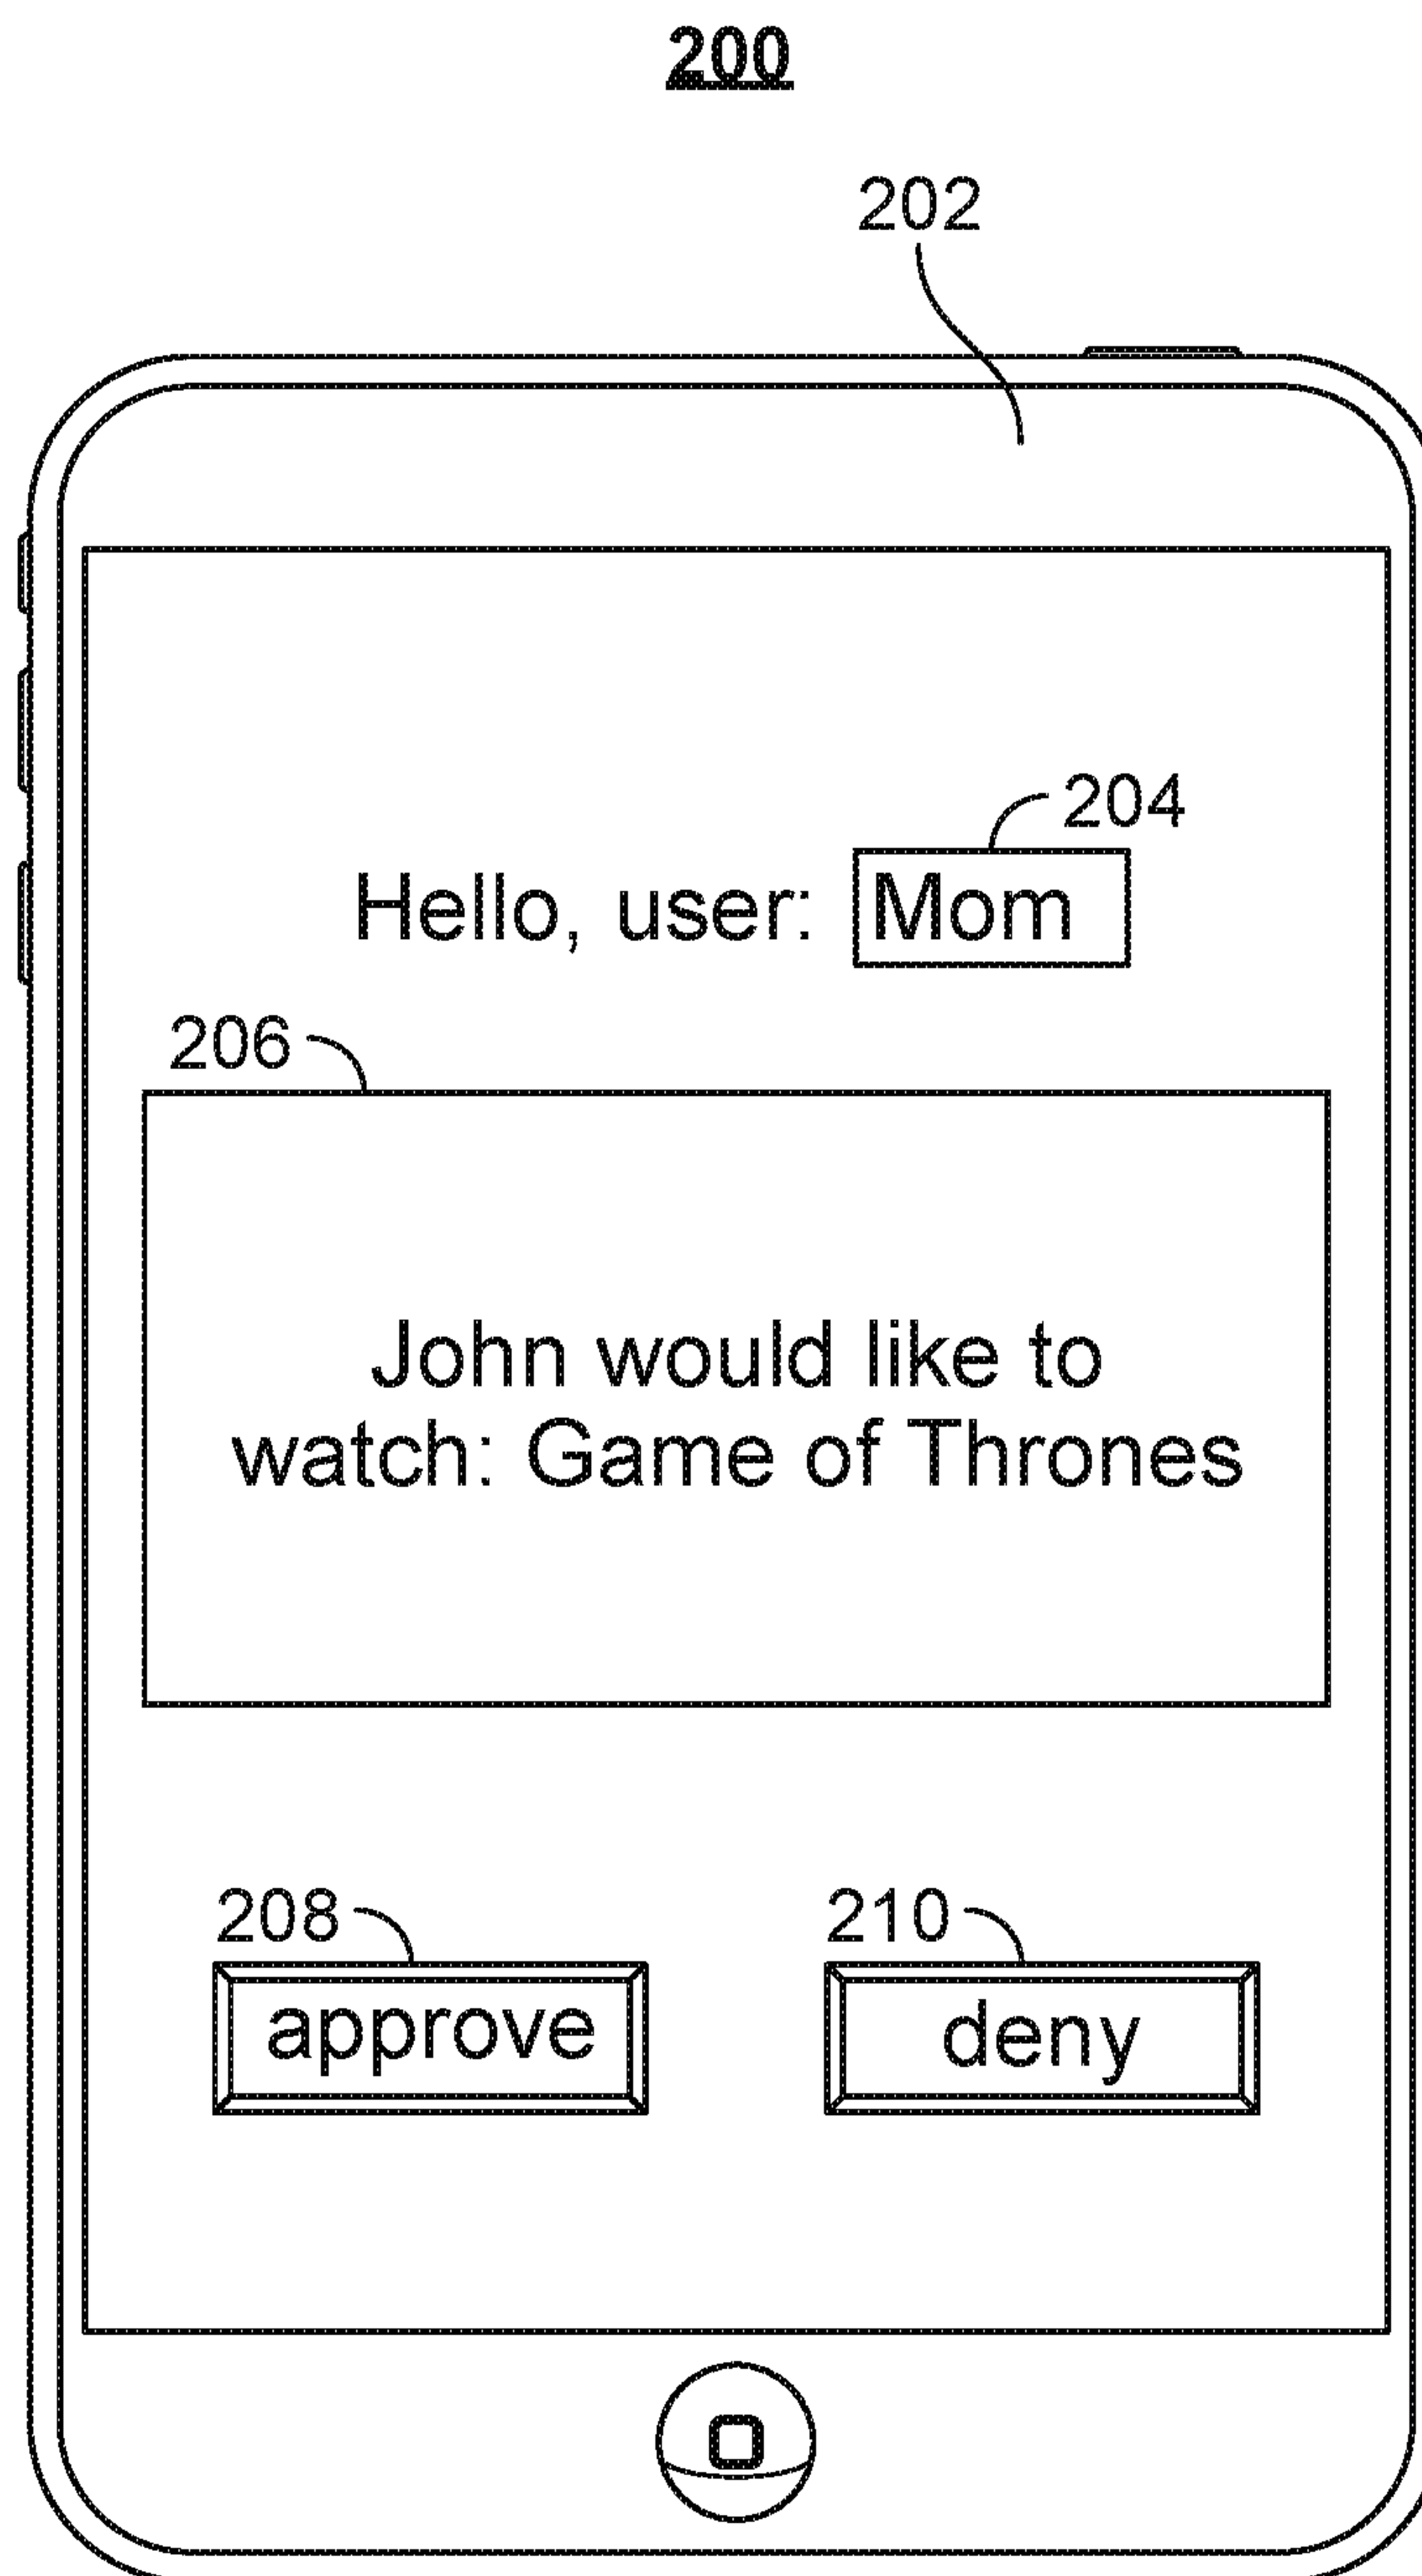 200
202
204
Hello, user: Mom
206
John would like to
watch: Game of Thrones
208
210
approve
deny